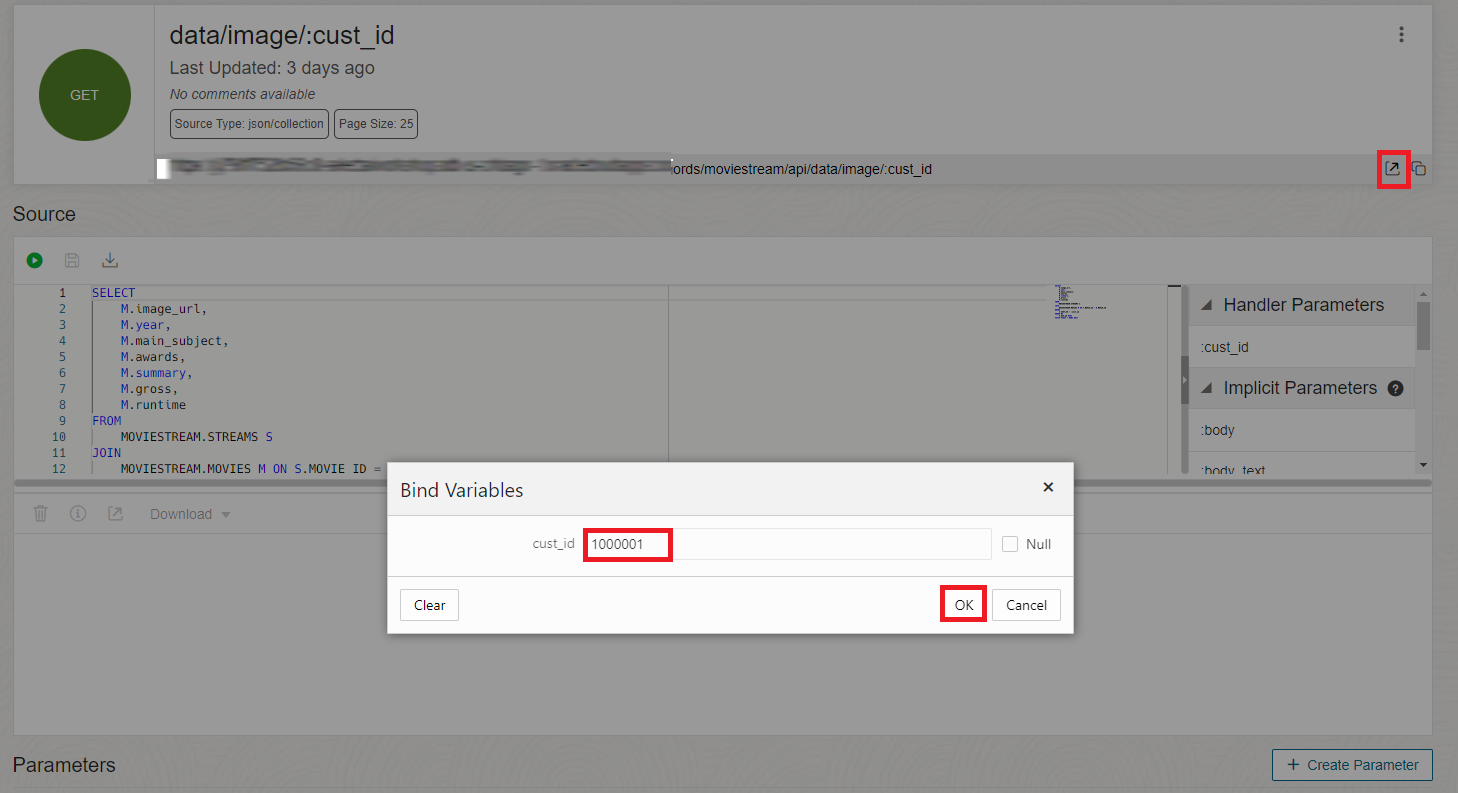 data/image/:cust_id
Last Updated: 3 days ago
GET
No comments available
Source Type: json/collection
Page Size: 25
ords/moviestream/api/data/image/:cust_id
Source
1 SELECT
2 M.image_url,
3 M.year,
4 M.main_subject,
5 M.awards,
6 M.summary,
7 M.gross,
8 M.runtime
9 FROM
10 MOVIESTREAM.STREAMS S
11 JOIN
12 MOVIESTREAM.MOVIES M ON S.MOVIE_ID =
Handler Parameters
:cust_id
Implicit Parameters ?
:body
:body_text
Download
Bind Variables
cust_id 1000001 Null
Clear OK Cancel
Parameters
+ Create Parameter